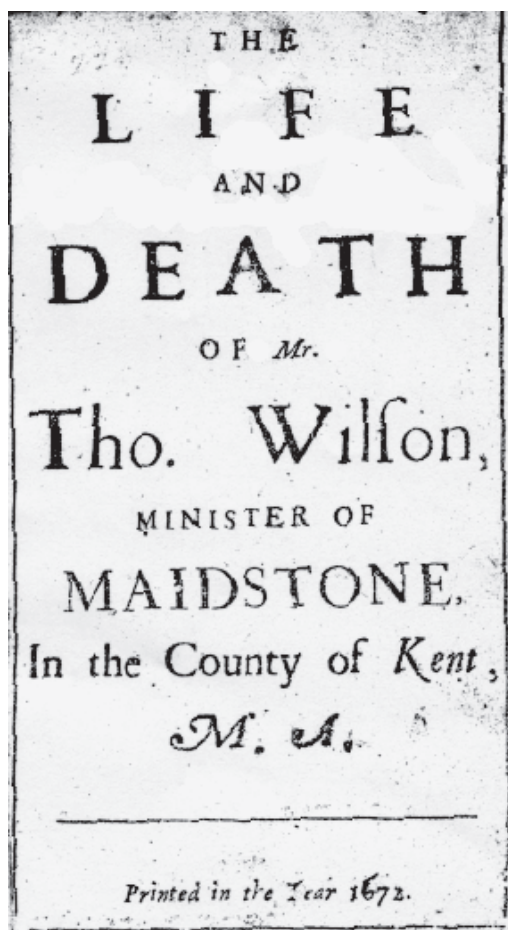 THE
LIFE
AND
DEATH
OF Mr.
Tho. Wilſon,
MINISTER OF
MAIDSTONE,
In the County of Kent,
M. A.
Printed in the Year 1672.